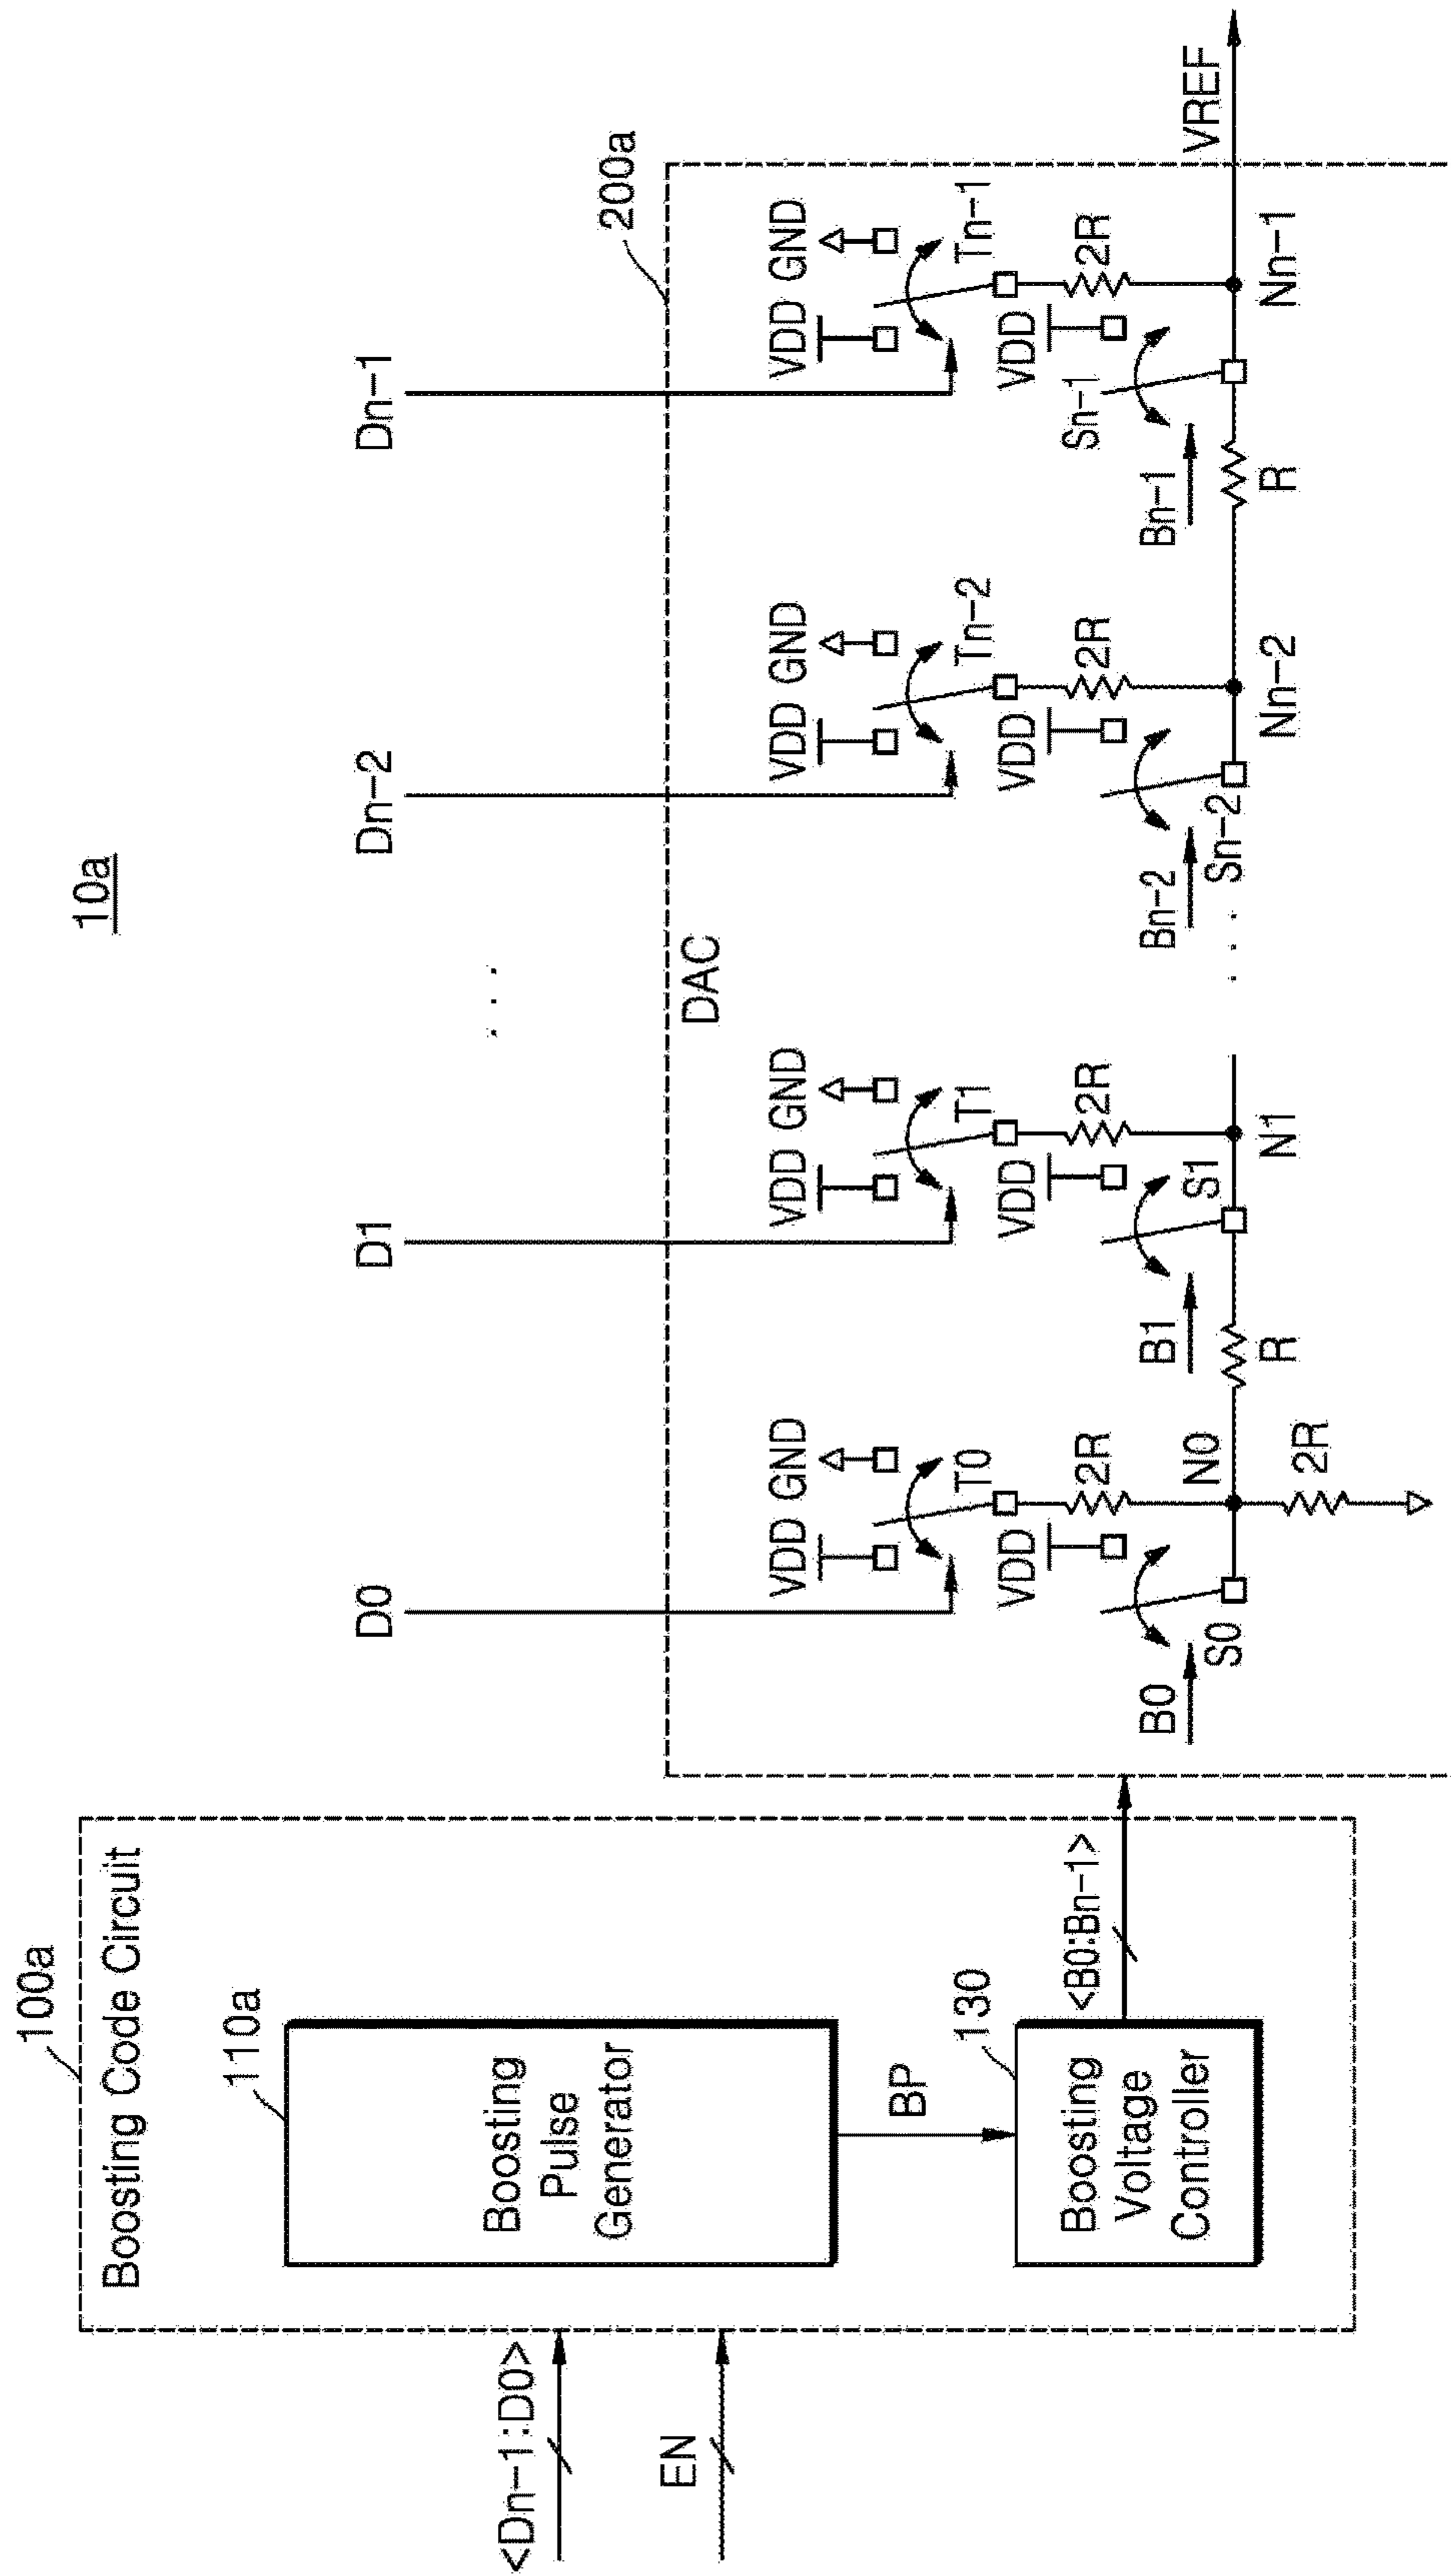 10a
100a
Boosting Code Circuit
110a
Boosting
Pulse
Generator
<Dn-1:D0>
EN
BP
130
Boosting
Voltage
Controller
<B0:Bn-1>
D0
D1
. . .
Dn-2
Dn-1
200a
DAC
VDD GND
VDD GND
VDD GND
VDD GND
T0
T1
Tn-2
Tn-1
VDD
2R
VDD
2R
VDD
2R
VDD
2R
B0
S0
N0
B1
S1
Bn-2
Sn-2
. . .
Bn-1
Sn-1
VREF
2R
R
N1
Nn-2
R
Nn-1